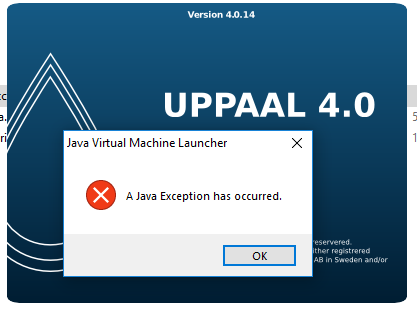 Version 4.0.14
UPPAAL 4.0
Java Virtual Machine Launcher
A Java Exception has occurred.
OK
reservered.
ither registrered
AB in Sweden and/or